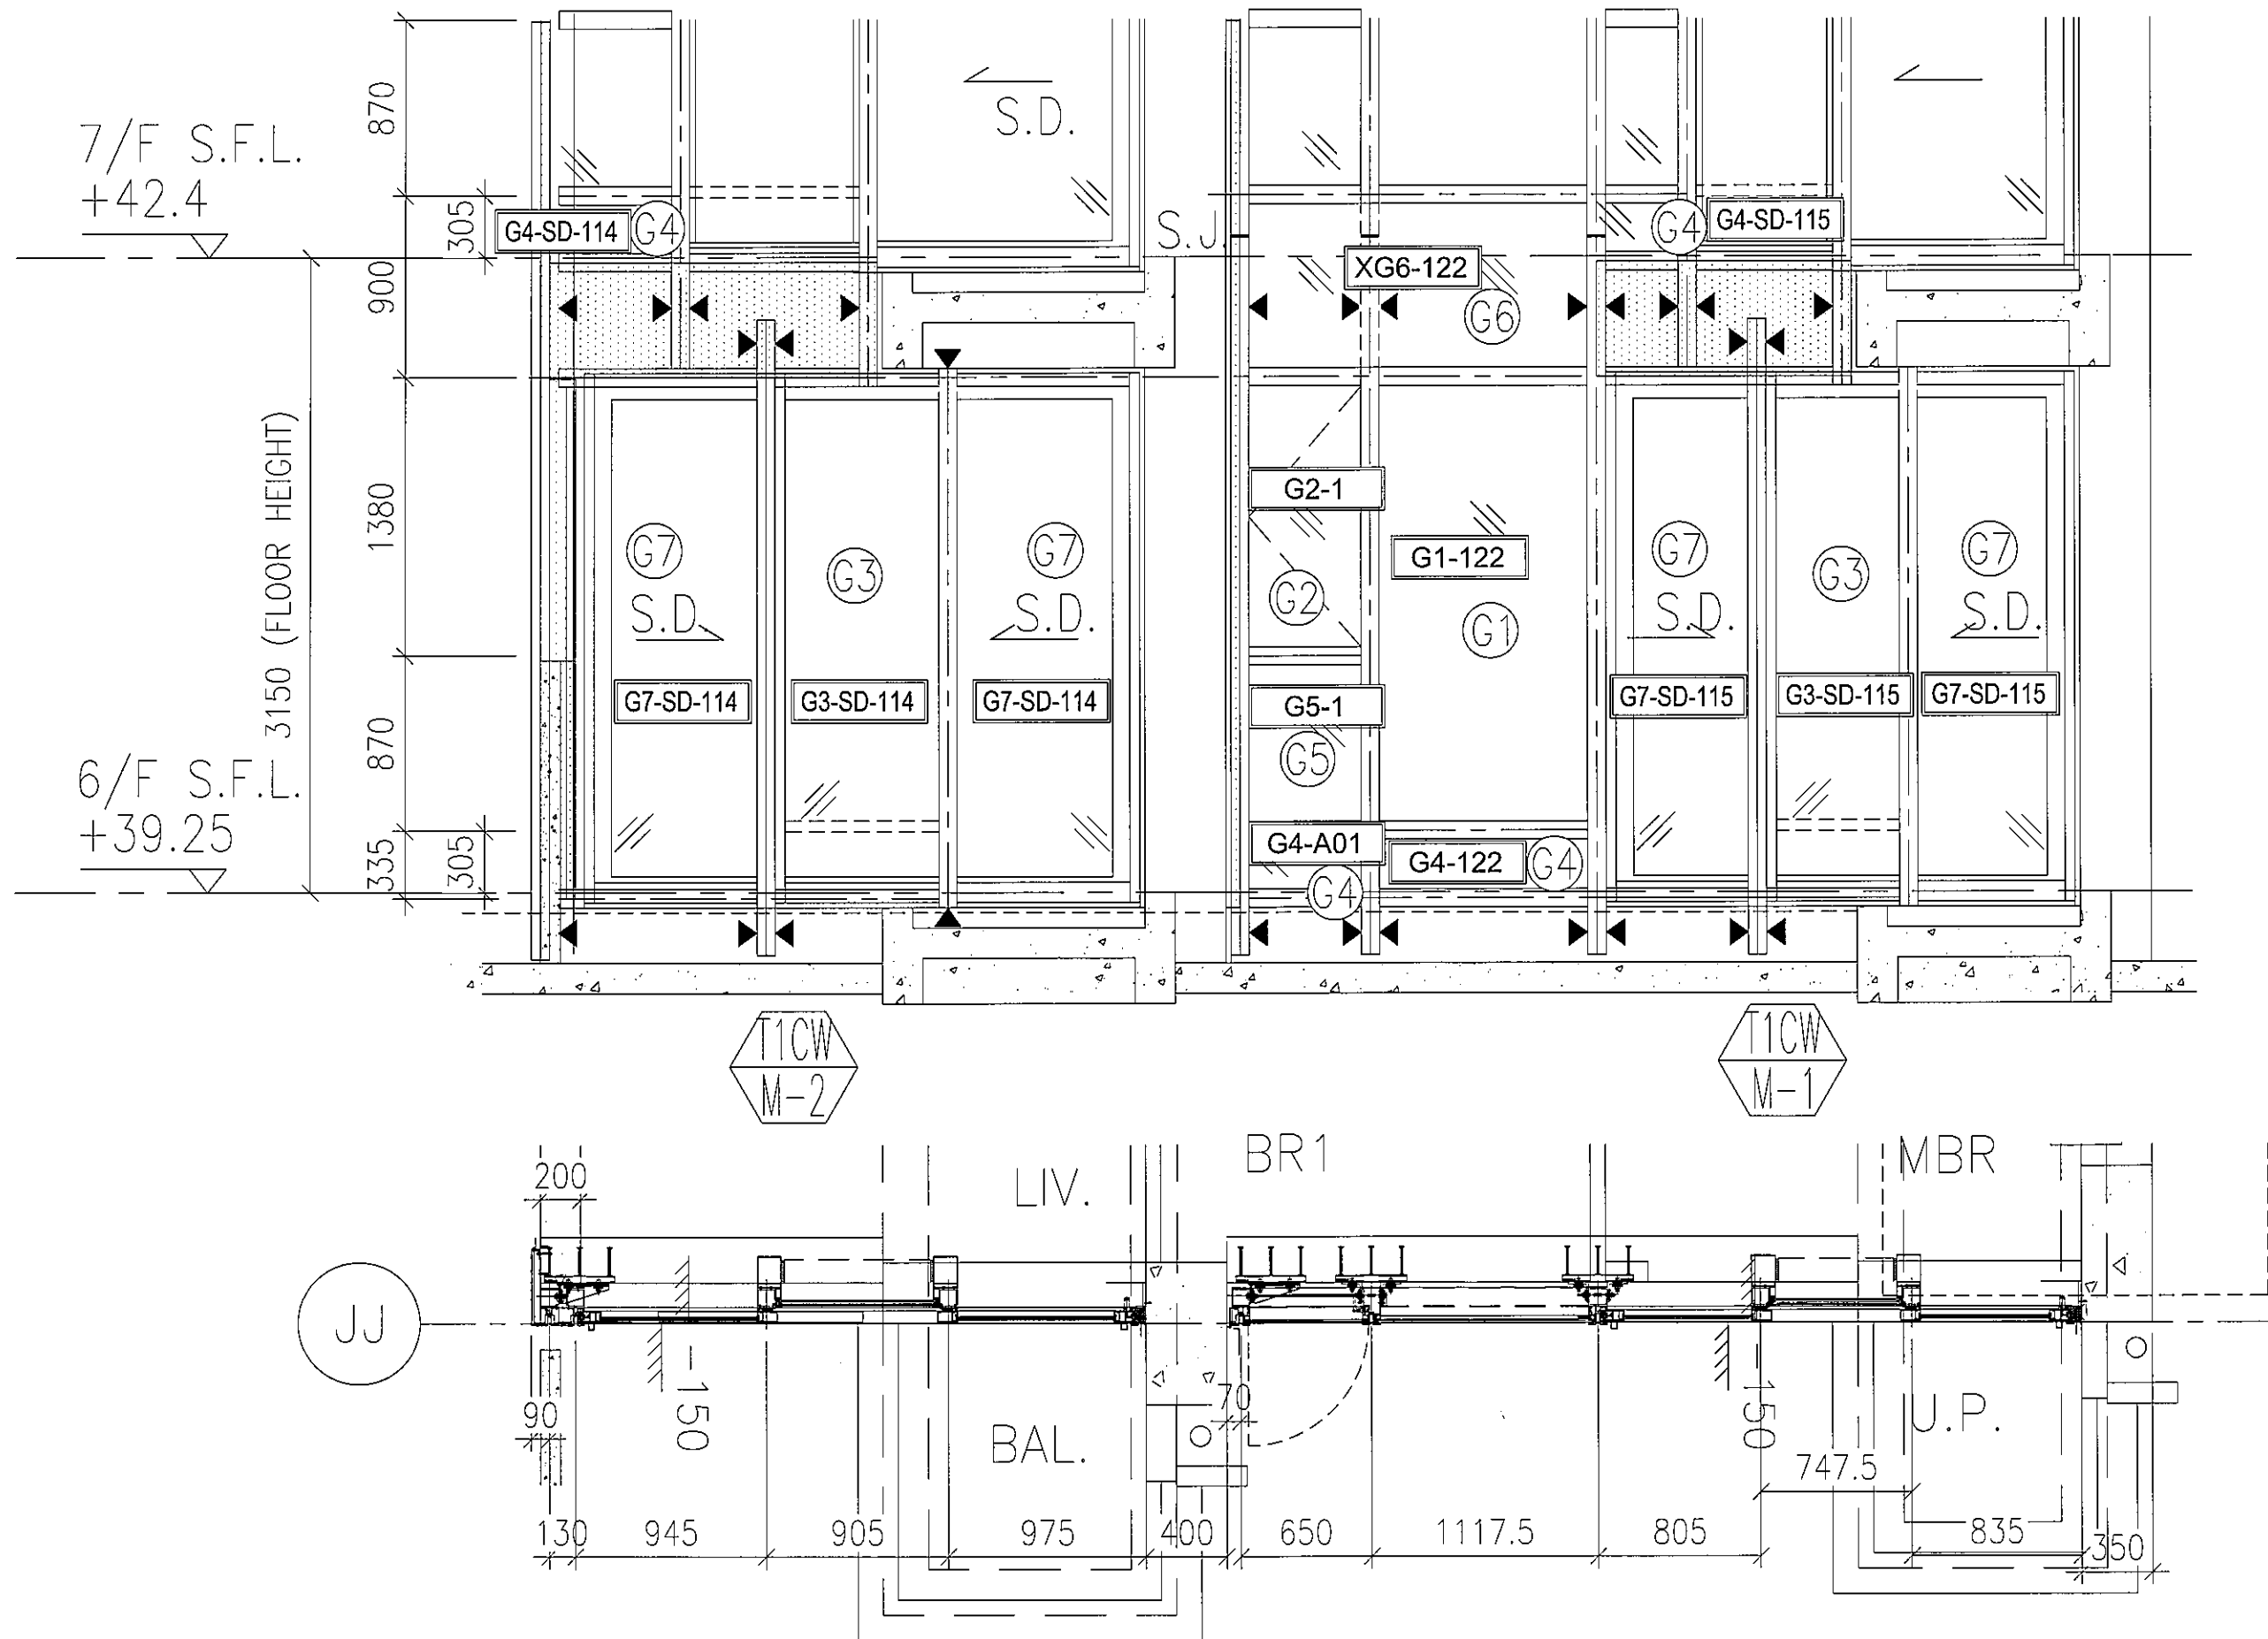 870
S.D.
7/F S.F.L.
+42.4
305
G4-SD-114
G4
S.J.
XG6-122
G6
G4
G4-SD-115
900
3150 (FLOOR HEIGHT)
1380
G2-1
G1-122
G7
S.D.
G3
G7
S.D.
G2
G1
G7
S.D.
G3
G7
S.D.
G7-SD-114
G3-SD-114
G7-SD-114
G5-1
G7-SD-115
G3-SD-115
G7-SD-115
870
G5
6/F S.F.L.
+39.25
335
305
G4-A01
G4-122
G4
G4
T1CW
M-2
T1CW
M-1
200
LIV.
BR1
MBR
JJ
90
-150
BAL.
70
-150
U.P.
747.5
130
945
905
975
400
650
1117.5
805
835
350